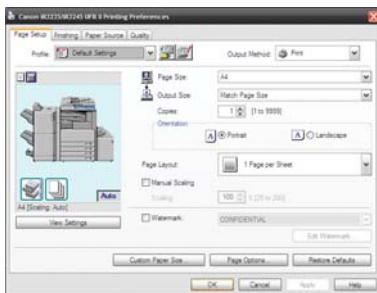 Canon iR3235/iR3245 UFR II Printing Preferences
Page Setup Finishing Paper Source Quality
Profile: Default Settings Output Method: Print
Page Size: A4
Output Size: Match Page Size
Copies: 1 [1 to 9999]
Orientation
A Portrait A Landscape
Page Layout: 1 Page per Sheet
Manual Scaling
Auto
Scaling: 100 % [25 to 200]
A4 [Scaling: Auto]
View Settings
Watermark: CONFIDENTIAL
Edit Watermark...
Custom Paper Size... Page Options... Restore Defaults
OK Cancel Apply Help